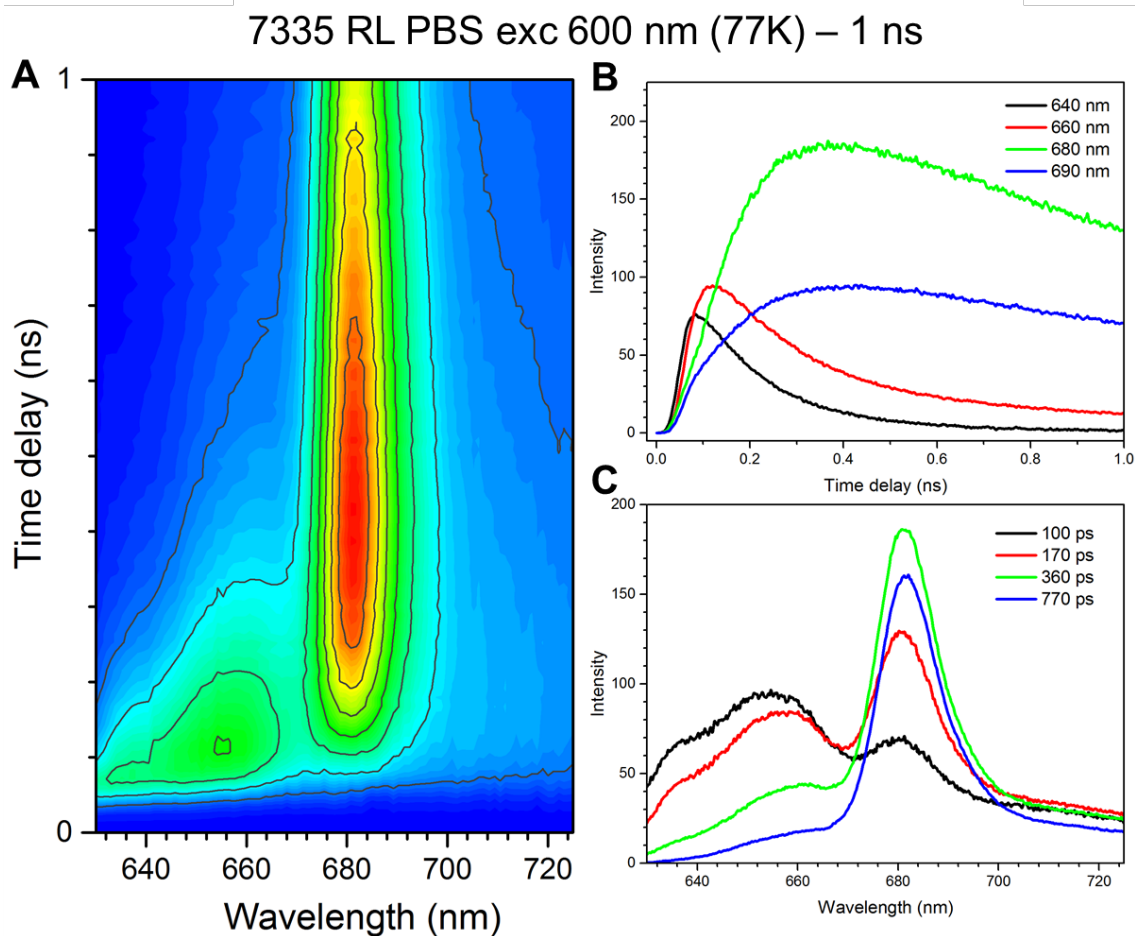 7335 RL PBS exc 600 nm (77K) – 1 ns
A
1
0
Time delay (ns)
640 660 680 700 720
Wavelength (nm)
B
640 nm
660 nm
680 nm
690 nm
200
150
100
50
0
Intensity
0.0 0.2 0.4 0.6 0.8 1.0
Time delay (ns)
C
100 ps
170 ps
360 ps
770 ps
200
150
100
50
0
Intensity
640 660 680 700 720
Wavelength (nm)